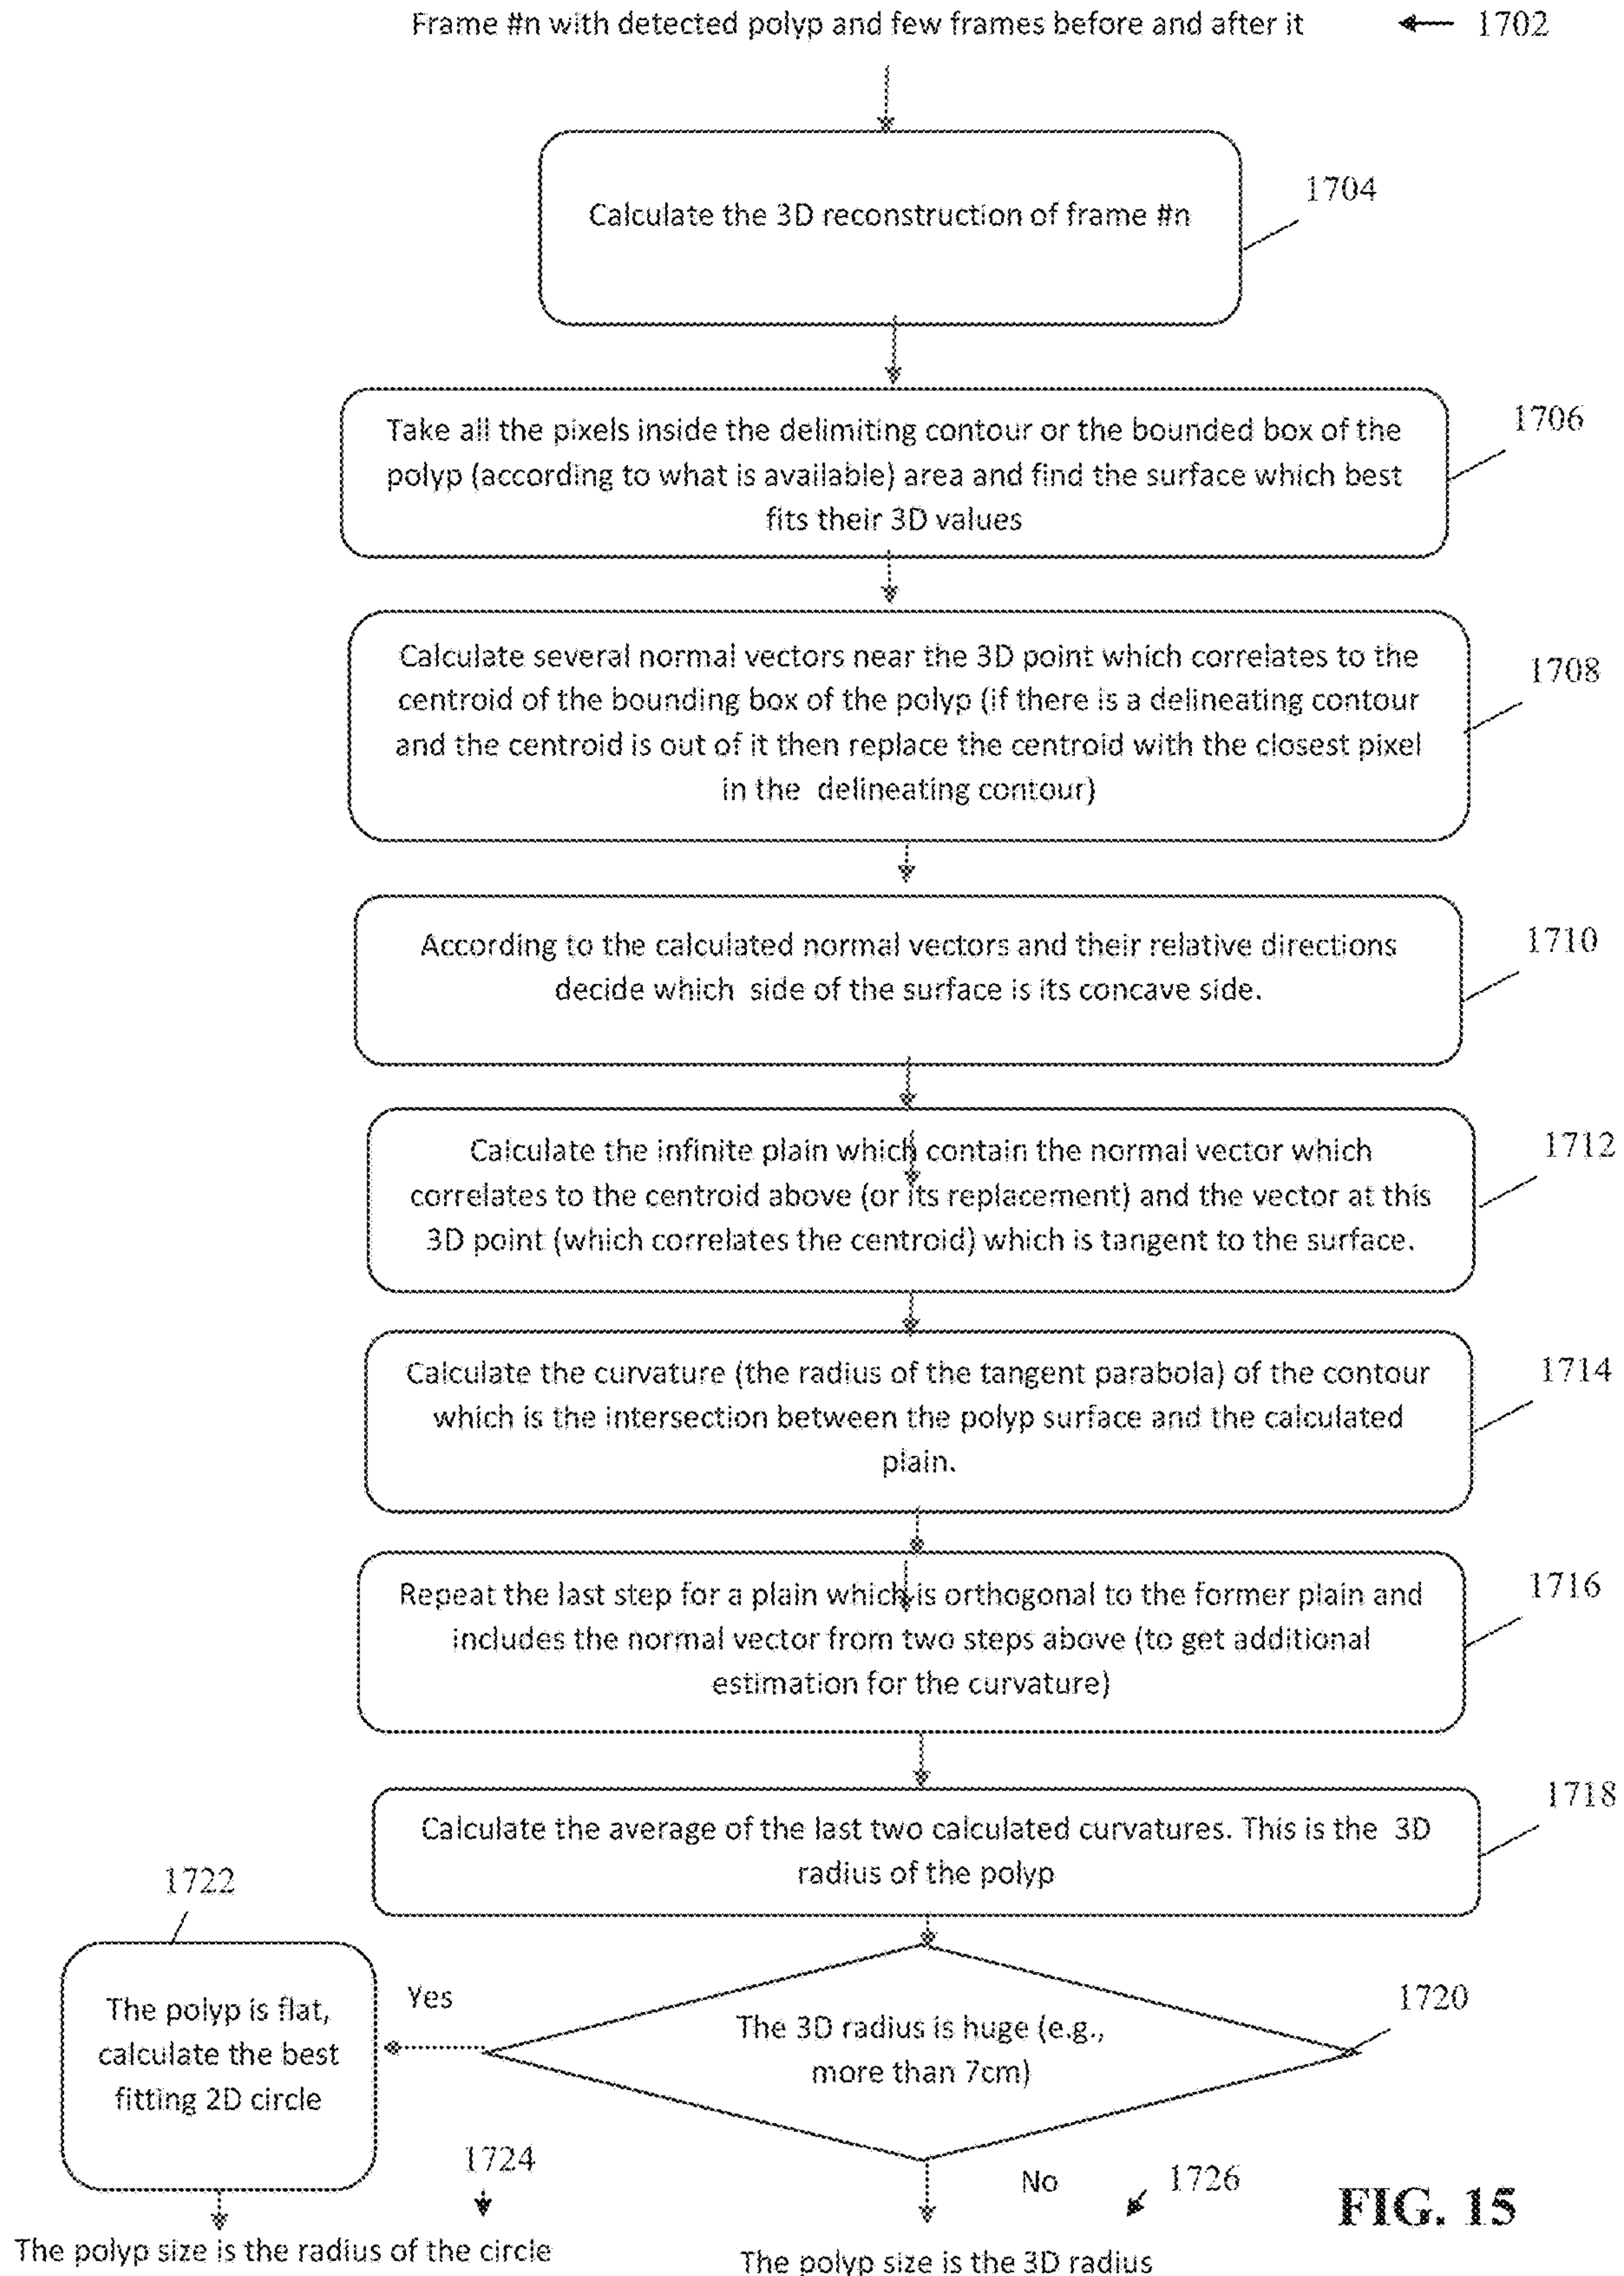 Frame #n with detected polyp and few frames before and after it
1702
Calculate the 3D reconstruction of frame #n
1704
Take all the pixels inside the delimiting contour or the bounded box of the
polyp (according to what is available) area and find the surface which best
fits their 3D values
1706
Calculate several normal vectors near the 3D point which correlates to the
centroid of the bounding box of the polyp (if there is a delineating contour
and the centroid is out of it then replace the centroid with the closest pixel
in the delineating contour)
1708
According to the calculated normal vectors and their relative directions
decide which side of the surface is its concave side.
1710
Calculate the infinite plain which contain the normal vector which
correlates to the centroid above (or its replacement) and the vector at this
3D point (which correlates the centroid) which is tangent to the surface.
1712
Calculate the curvature (the radius of the tangent parabola) of the contour
which is the intersection between the polyp surface and the calculated
plain.
1714
Repeat the last step for a plain which is orthogonal to the former plain and
includes the normal vector from two steps above (to get additional
estimation for the curvature)
1716
Calculate the average of the last two calculated curvatures. This is the 3D
radius of the polyp
1718
The 3D radius is huge (e.g.,
more than 7cm)
1720
Yes
1722
The polyp is flat,
calculate the best
fitting 2D circle
1724
The polyp size is the radius of the circle
No
1726
The polyp size is the 3D radius
FIG. 15